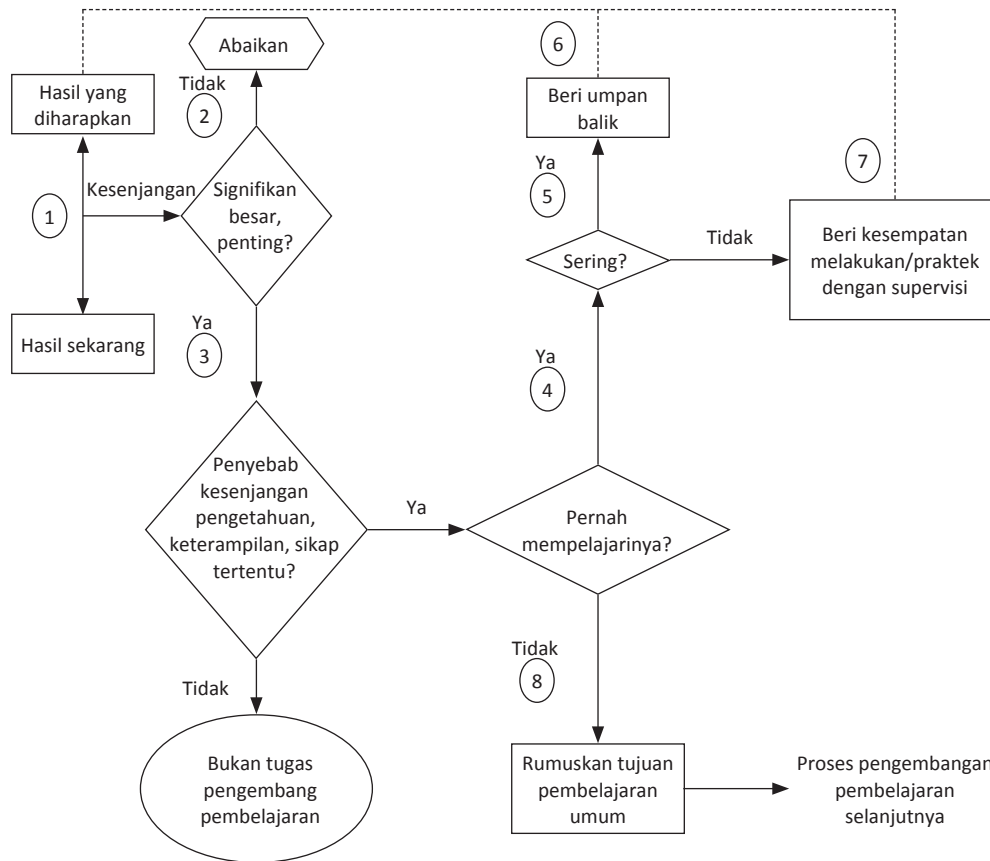 Abaikan
Tidak
2
Hasil yang
diharapkan
Kesenjangan
1
Signifikan
besar,
penting?
Hasil sekarang
Ya
3
Penyebab
kesenjangan
pengetahuan,
keterampilan, sikap
tertentu?
Ya
Tidak
Bukan tugas
pengembang
pembelajaran
6
Beri umpan
balik
Ya
5
7
Sering?
Tidak
Beri kesempatan
melakukan/praktek
dengan supervisi
Ya
4
Pernah
mempelajarinya?
Tidak
8
Rumuskan tujuan
pembelajaran
umum
Proses pengembangan
pembelajaran
selanjutnya